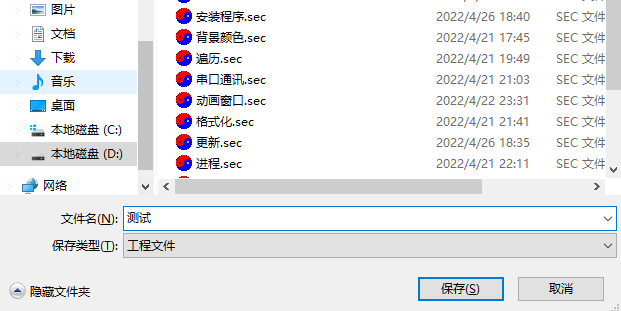 图片
文档
下载
音乐
桌面
本地磁盘 (C:)
本地磁盘 (D:)
网络
安装程序.sec 2022/4/26 18:40 SEC 文件
背景颜色.sec 2022/4/21 17:45 SEC 文件
遍历.sec 2022/4/21 19:49 SEC 文件
串口通讯.sec 2022/4/21 21:03 SEC 文件
动画窗口.sec 2022/4/22 23:31 SEC 文件
格式化.sec 2022/4/21 21:41 SEC 文件
更新.sec 2022/4/26 18:35 SEC 文件
进程.sec 2022/4/21 22:11 SEC 文件
文件名(N): 测试
保存类型(T): 工程文件
隐藏文件夹
保存(S)
取消